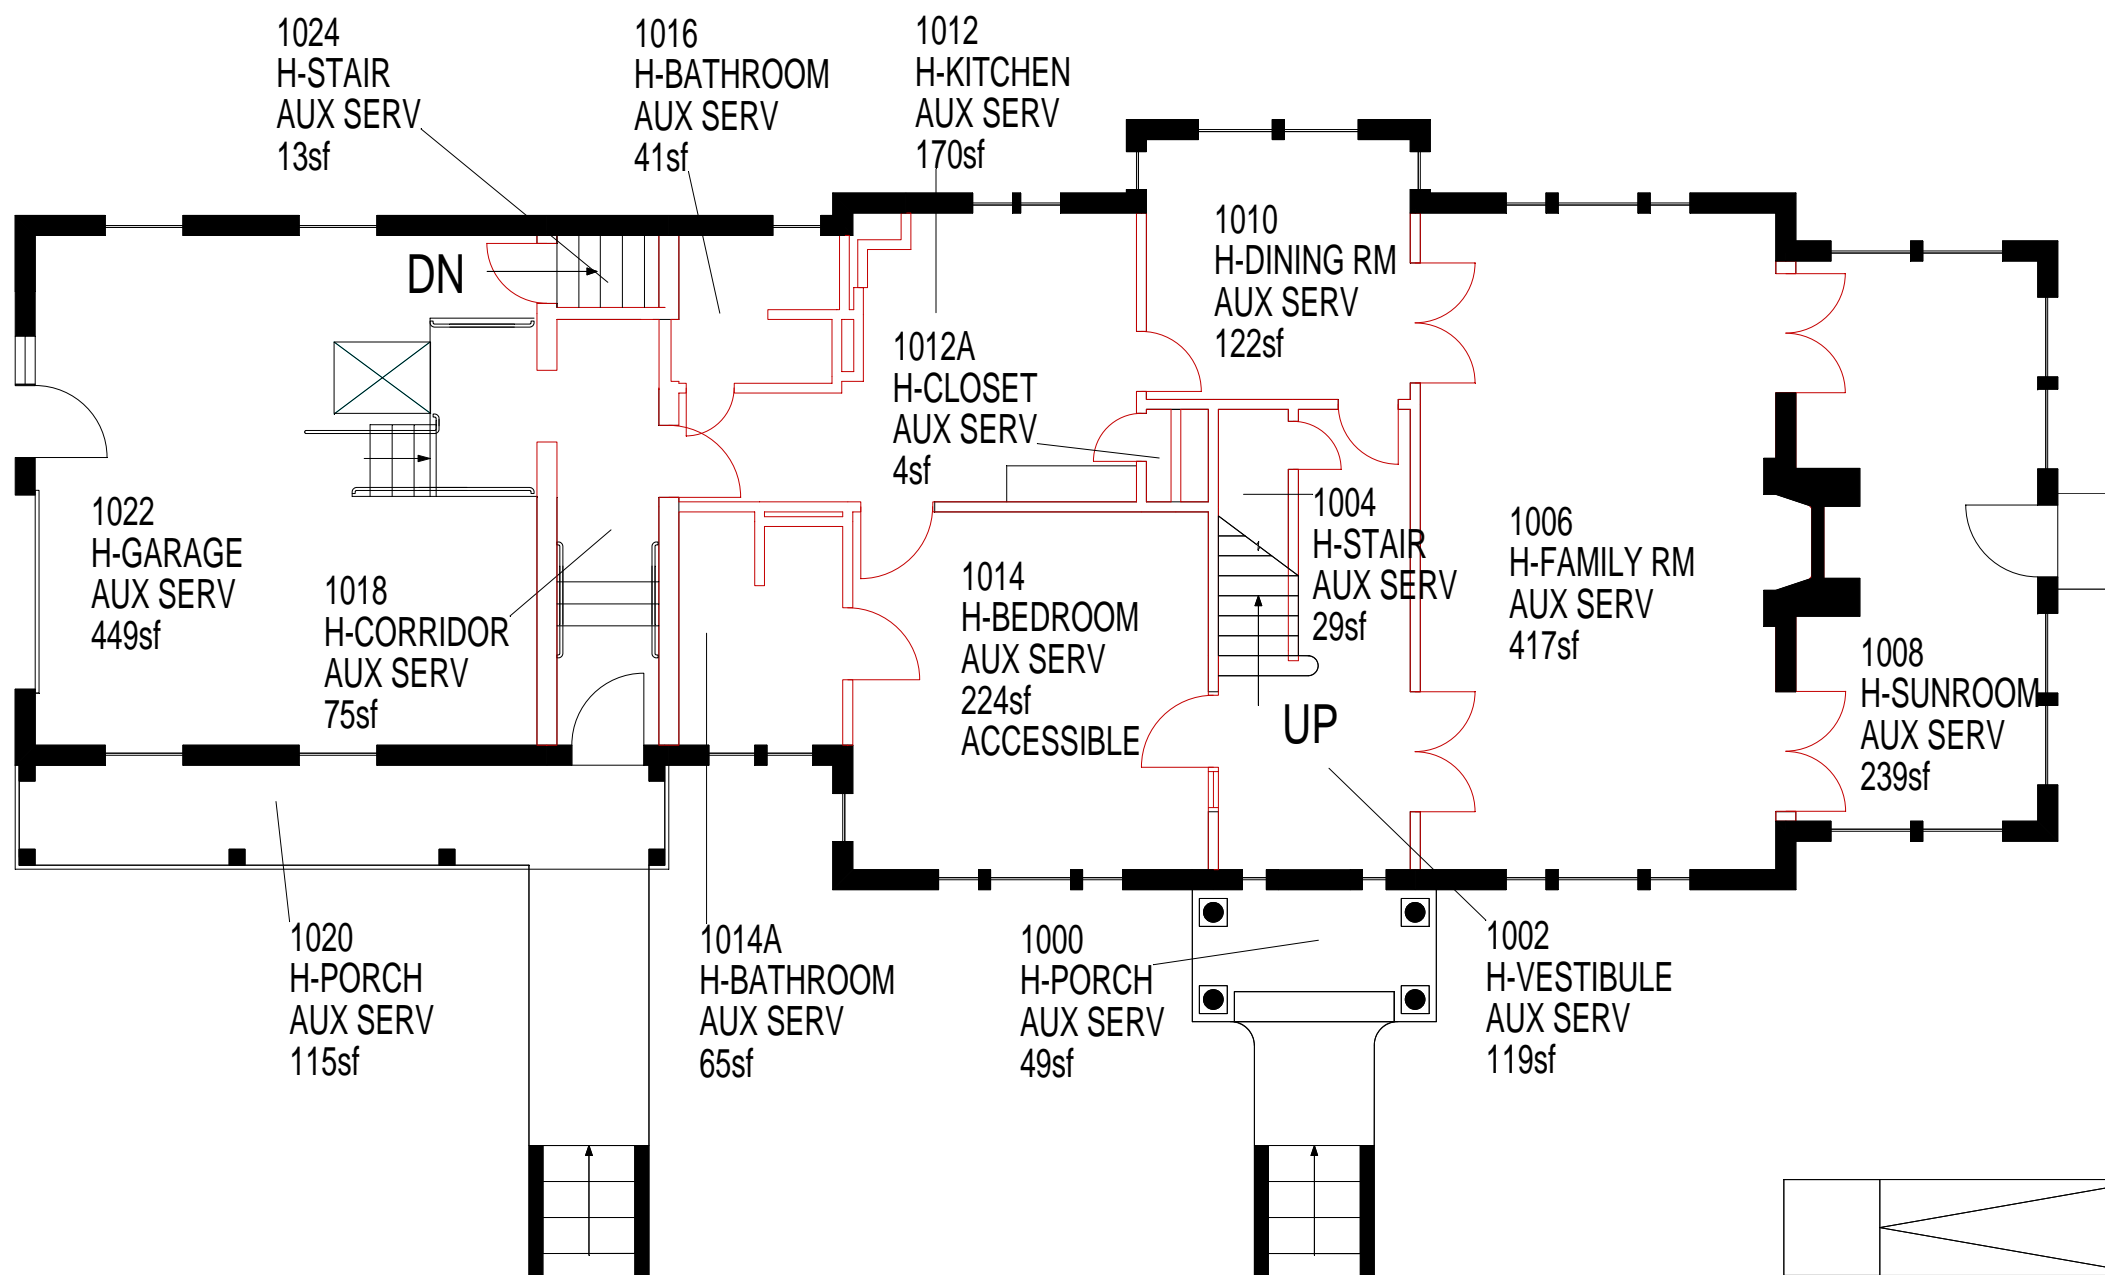 1024
H-STAIR
AUX SERV
13sf
1016
H-BATHROOM
AUX SERV
41sf
1012
H-KITCHEN
AUX SERV
170sf
DN
1010
H-DINING RM
AUX SERV
122sf
1012A
H-CLOSET
AUX SERV
4sf
1022
H-GARAGE
AUX SERV
449sf
1018
H-CORRIDOR
AUX SERV
75sf
1014
H-BEDROOM
AUX SERV
224sf
ACCESSIBLE
1004
H-STAIR
AUX SERV
29sf
UP
1006
H-FAMILY RM
AUX SERV
417sf
1008
H-SUNROOM
AUX SERV
239sf
1020
H-PORCH
AUX SERV
115sf
1014A
H-BATHROOM
AUX SERV
65sf
1000
H-PORCH
AUX SERV
49sf
1002
H-VESTIBULE
AUX SERV
119sf